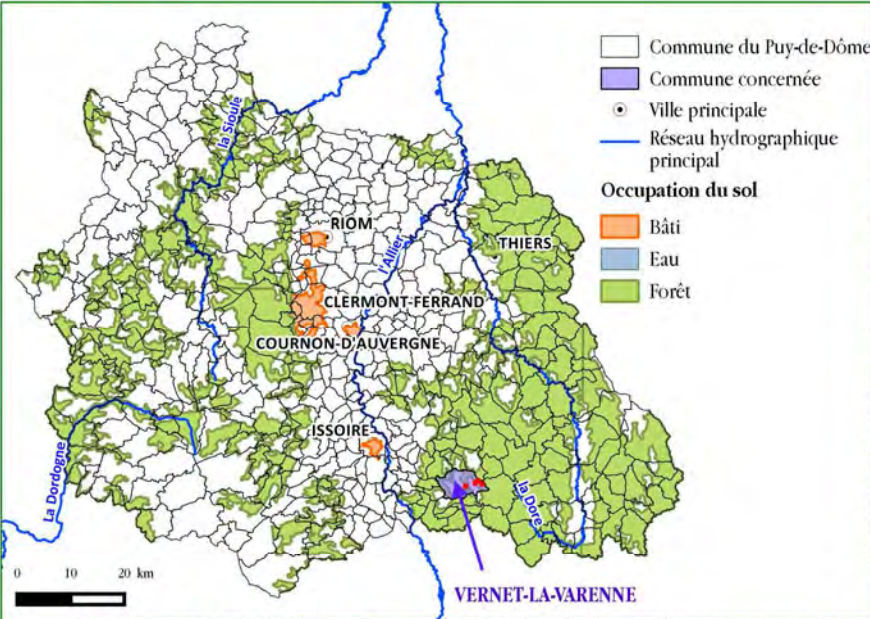 Commune du Puy-de-Dôme
Commune concernée
Ville principale
Réseau hydrographique
principal
Occupation du sol
Bâti
Eau
Forêt
la Sioule
RIOM
l'Allier
THIERS
CLERMONT-FERRAND
COURNON-D'AUVERGNE
ISSOIRE
La Dordogne
la Dore
VERNET-LA-VARENNE
0 10 20 km